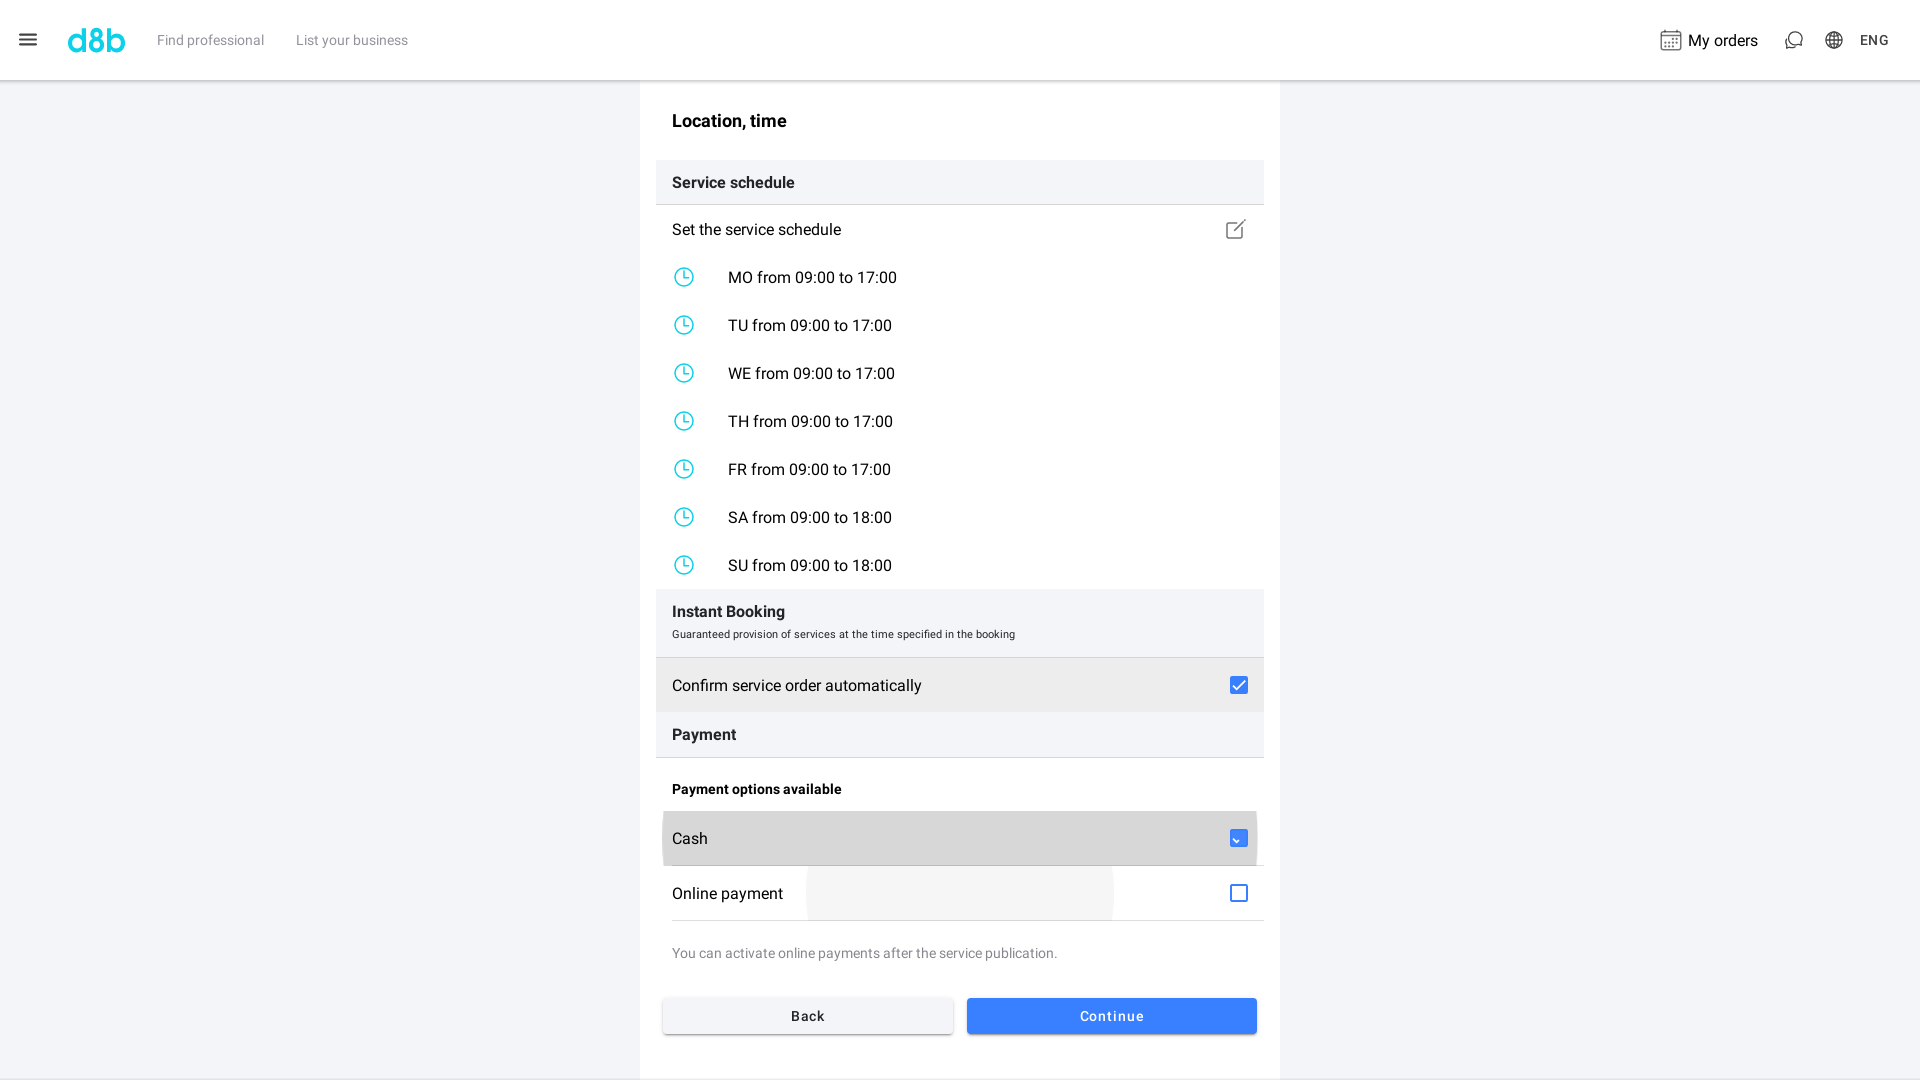 d8b
Find professional
List your business
My orders
ENG
Location, time
Service schedule
Set the service schedule
MO from 09:00 to 17:00
TU from 09:00 to 17:00
WE from 09:00 to 17:00
TH from 09:00 to 17:00
FR from 09:00 to 17:00
SA from 09:00 to 18:00
SU from 09:00 to 18:00
Instant Booking
Guaranteed provision of services at the time specified in the booking
Confirm service order automatically
Payment
Payment options available
Cash
Online payment
You can activate online payments after the service publication.
Back
Continue